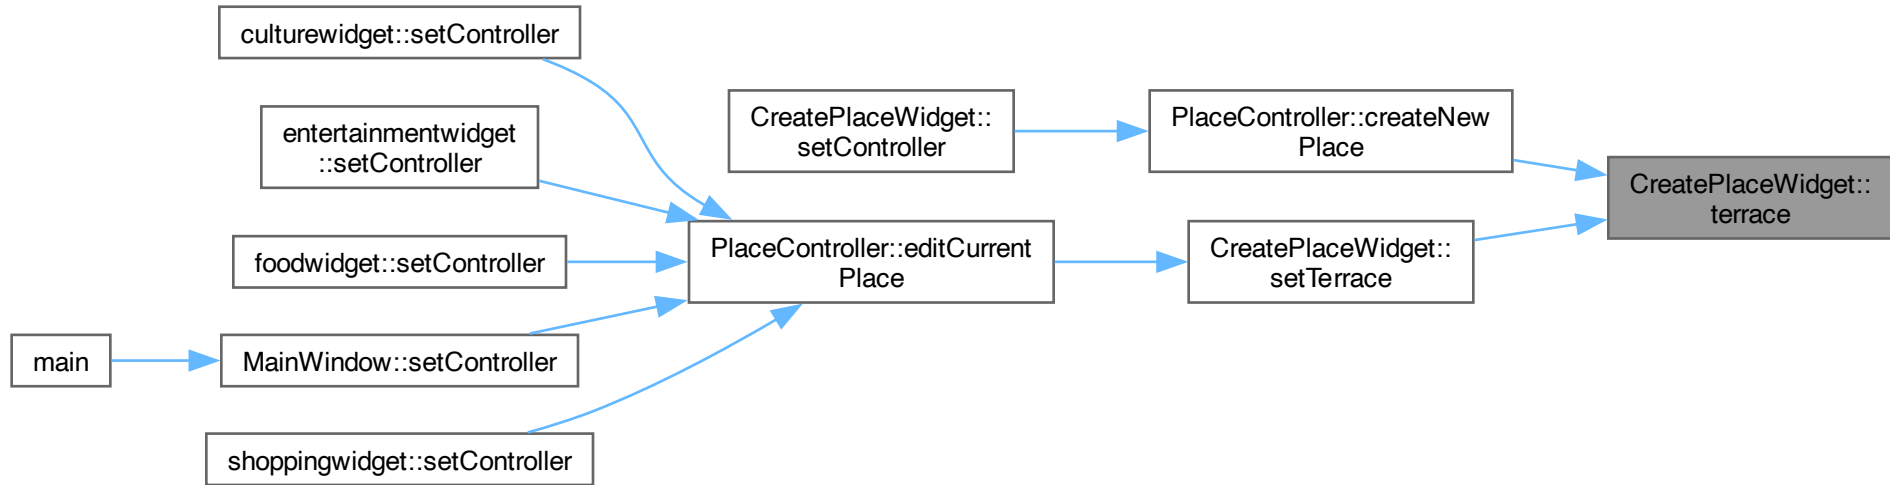 culturewidget::setController
entertainmentwidget
::setController
foodwidget::setController
main
MainWindow::setController
shoppingwidget::setController
CreatePlaceWidget::
setController
PlaceController::editCurrent
Place
PlaceController::createNew
Place
CreatePlaceWidget::
setTerrace
CreatePlaceWidget::
terrace